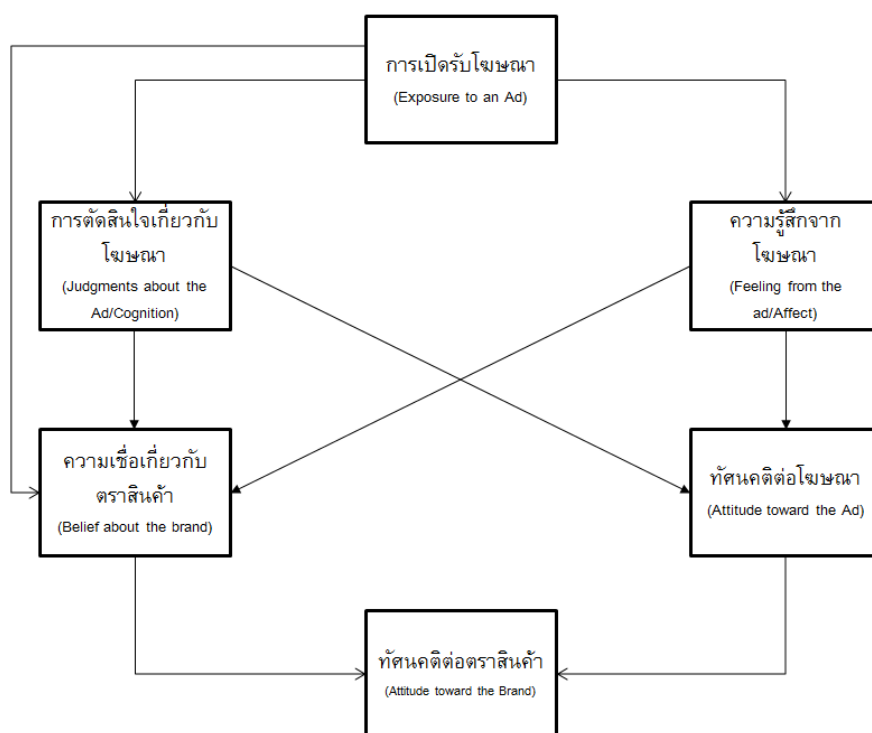 การเปิดรับโฆษณา
(Exposure to an Ad)
การตัดสินใจเกี่ยวกับ
โฆษณา
(Judgments about the
Ad/Cognition)
ความรู้สึกจาก
โฆษณา
(Feeling from the
ad/Affect)
ความเชื่อเกี่ยวกับ
ตราสินค้า
(Belief about the brand)
ทัศนคติต่อโฆษณา
(Attitude toward the Ad)
ทัศนคติต่อตราสินค้า
(Attitude toward the Brand)